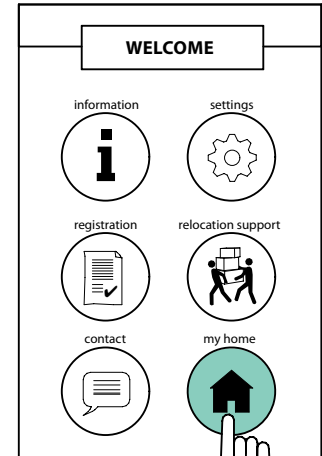 WELCOME
information
settings
registration
relocation support
contact
my home